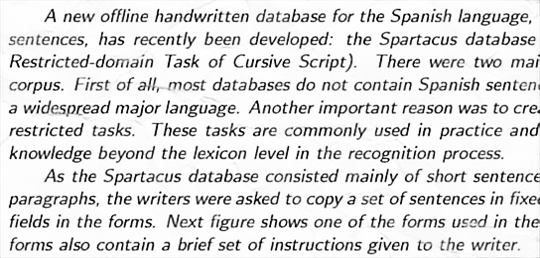 A new offline handwritten database for the Spanish language,
sentences, has recently been developed: the Spartacus database
Restricted-domain Task of Cursive Script). There were two mai
corpus. First of all, most databases do not contain Spanish senten
a widespread major language. Another important reason was to cre
restricted tasks. These tasks are commonly used in practice and
knowledge beyond the lexicon level in the recognition process.
As the Spartacus database consisted mainly of short sentence
paragraphs, the writers were asked to copy a set of sentences in fixe
fields in the forms. Next figure shows one of the forms used in the
forms also contain a brief set of instructions given to the writer.